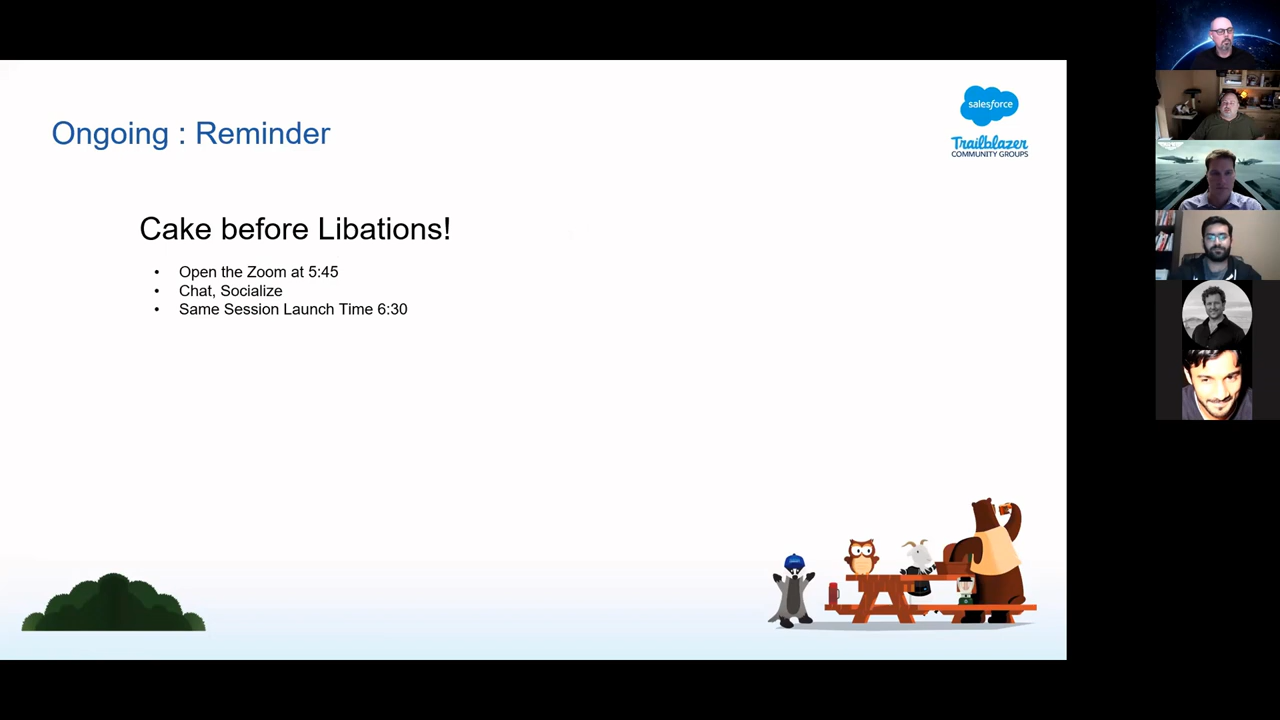 Ongoing : Reminder
salesforce
Trailblazer
COMMUNITY GROUPS
Cake before Libations!
• Open the Zoom at 5:45
• Chat, Socialize
• Same Session Launch Time 6:30